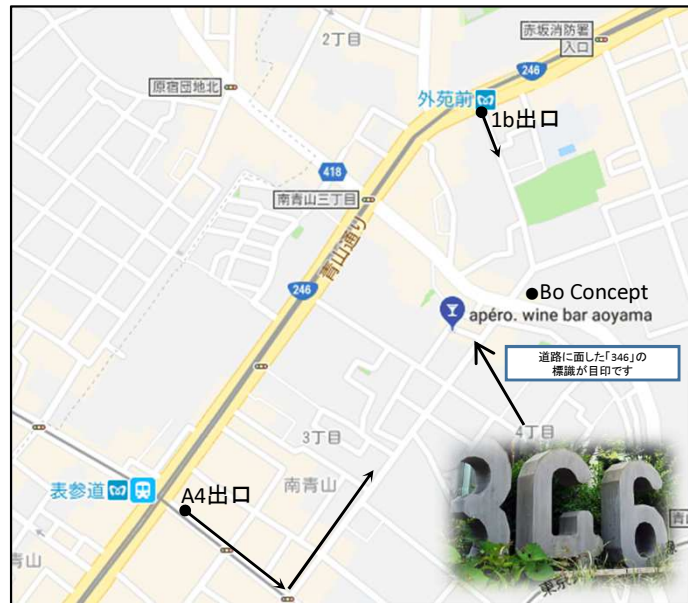 2丁目
赤坂消防署
入口
246
原宿団地北
外苑前
1b出口
418
南青山三丁目
青山通り
246
Bo Concept
apéro. wine bar aoyama
道路に面した「346」の
標識が目印です
4丁目
3丁目
南青山
3G6
表参道
A4出口
青山
東京